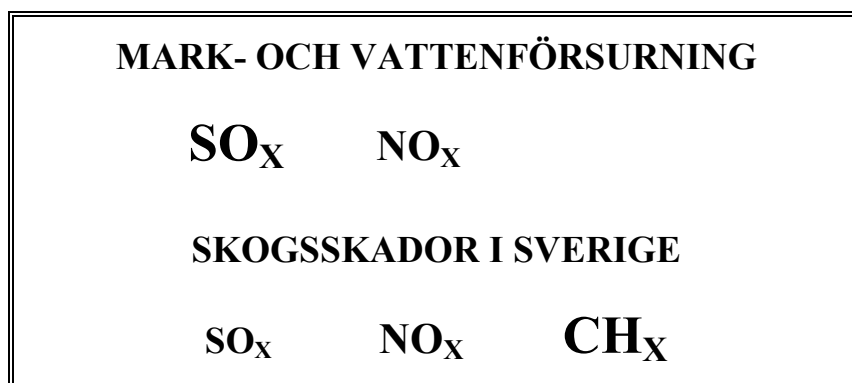 MARK- OCH VATTENFÖRSURNING
SOX NOX
SKOGSSKADOR I SVERIGE
SOX NOX CHX